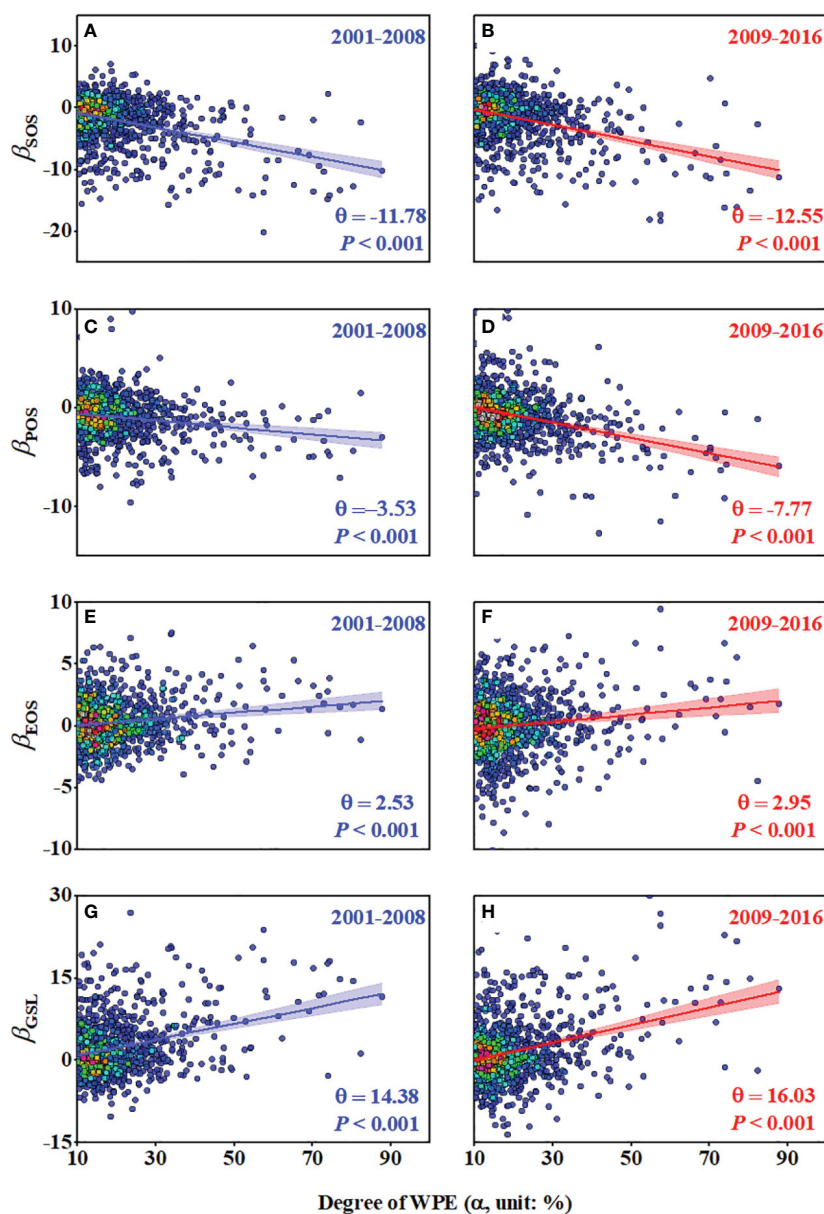 A 2001-2008
B 2009-2016
10
0
-10
-20
βSOS
θ = -11.78
P < 0.001
θ = -12.55
P < 0.001
C 2001-2008
D 2009-2016
10
0
-10
βPOS
θ =–3.53
P < 0.001
θ = -7.77
P < 0.001
E 2001-2008
F 2009-2016
10
5
0
-5
-10
βEOS
θ = 2.53
P < 0.001
θ = 2.95
P < 0.001
G 2001-2008
H 2009-2016
30
15
0
-15
βGSL
θ = 14.38
P < 0.001
θ = 16.03
P < 0.001
10 30 50 70 90
10 30 50 70 90
Degree of WPE (α, unit: %)